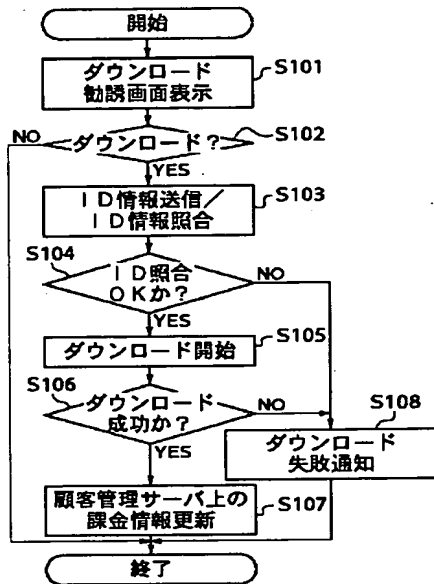 開始
ダウンロード
勧誘画面表示
S101
ダウンロード？
S102
NO
YES
ＩＤ情報送信／
ＩＤ情報照合
S103
S104
ＩＤ照合
ＯＫか？
NO
YES
ダウンロード開始
S105
S106
ダウンロード
成功か？
NO
YES
S108
ダウンロード
失敗通知
顧客管理サーバ上の
課金情報更新
S107
終了